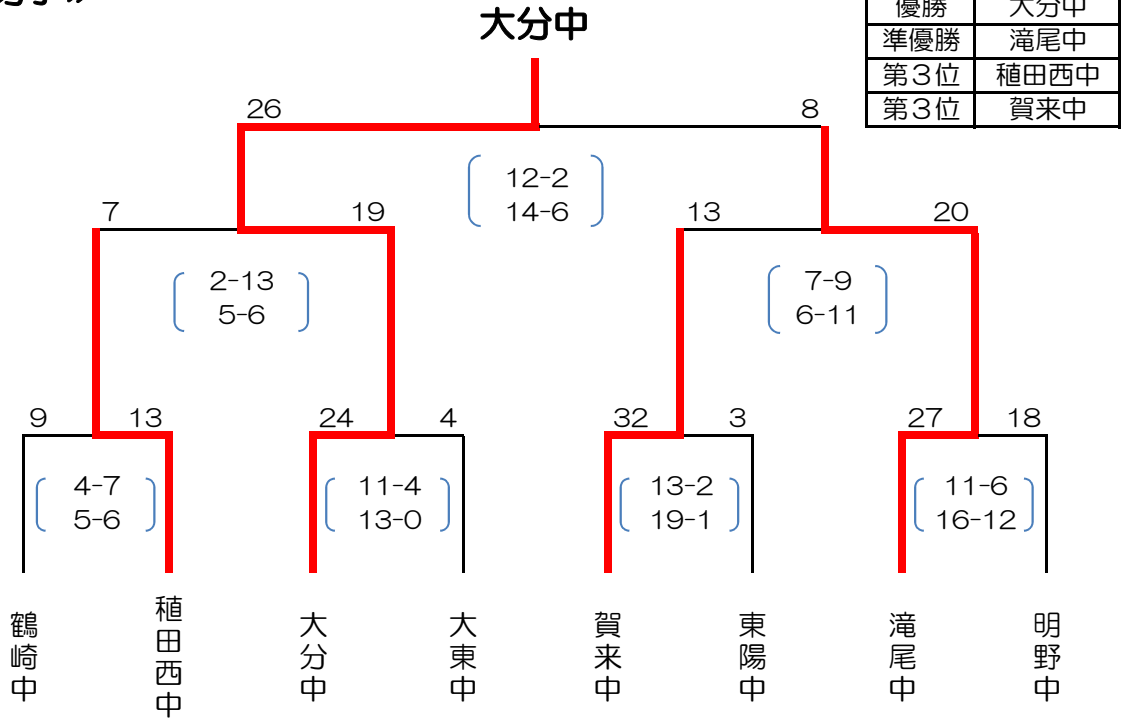 大分中
優勝 大分中
準優勝 滝尾中
第３位 稙田西中
第３位 賀来中
26 8
12-2
14-6
7 19 13 20
2-13 7-9
5-6 6-11
9 13 24 4 32 3 27 18
4-7 11-4 13-2 11-6
5-6 13-0 19-1 16-12
鶴崎中
稙田西中
大分中
大東中
賀来中
東陽中
滝尾中
明野中